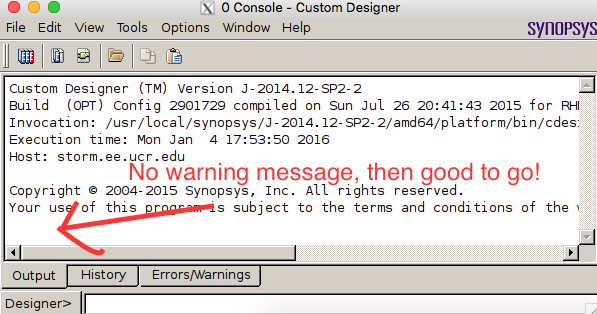 0 Console - Custom Designer
File Edit View Tools Options Window Help
SYNOPSYS
Custom Designer (TM) Version J-2014.12-SP2-2
Build (OPT) Config 2901729 compiled on Sun Jul 26 20:41:43 2015 for RH
Invocation: /usr/local/synopsys/J-2014.12-SP2-2/amd64/platform/bin/cdes
Execution time: Mon Jan 4 17:53:50 2016
Host: storm.ee.ucr.edu
No warning message, then good to go!
Copyright © 2004-2015 Synopsys, Inc. All rights reserved.
Your use of this program is subject to the terms and conditions of the
Output History Errors/Warnings
Designer>